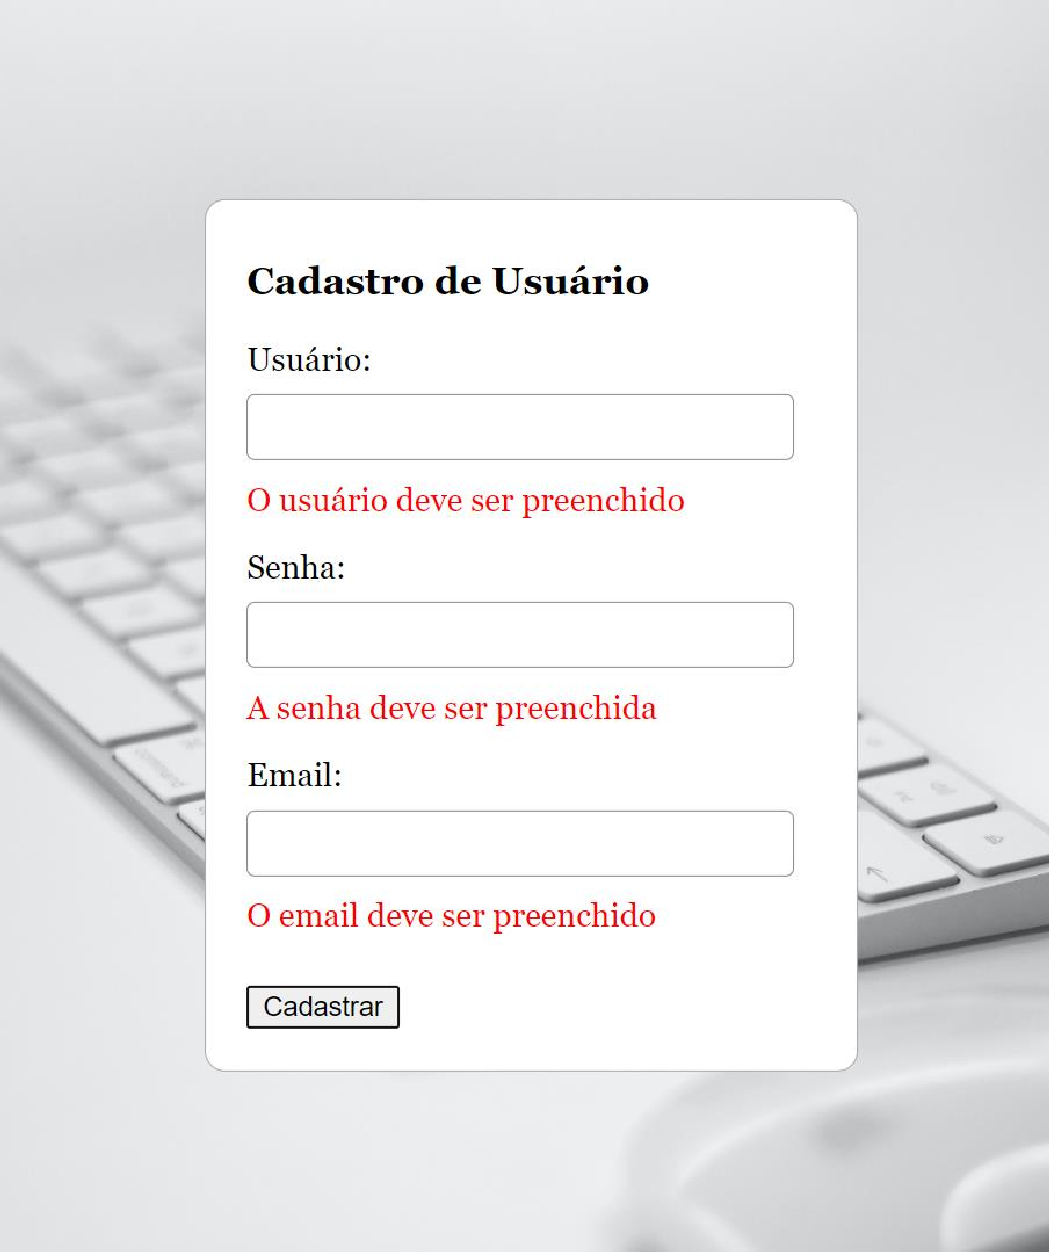 Cadastro de Usuário
Usuário:
O usuário deve ser preenchido
Senha:
A senha deve ser preenchida
Email:
O email deve ser preenchido
Cadastrar
command